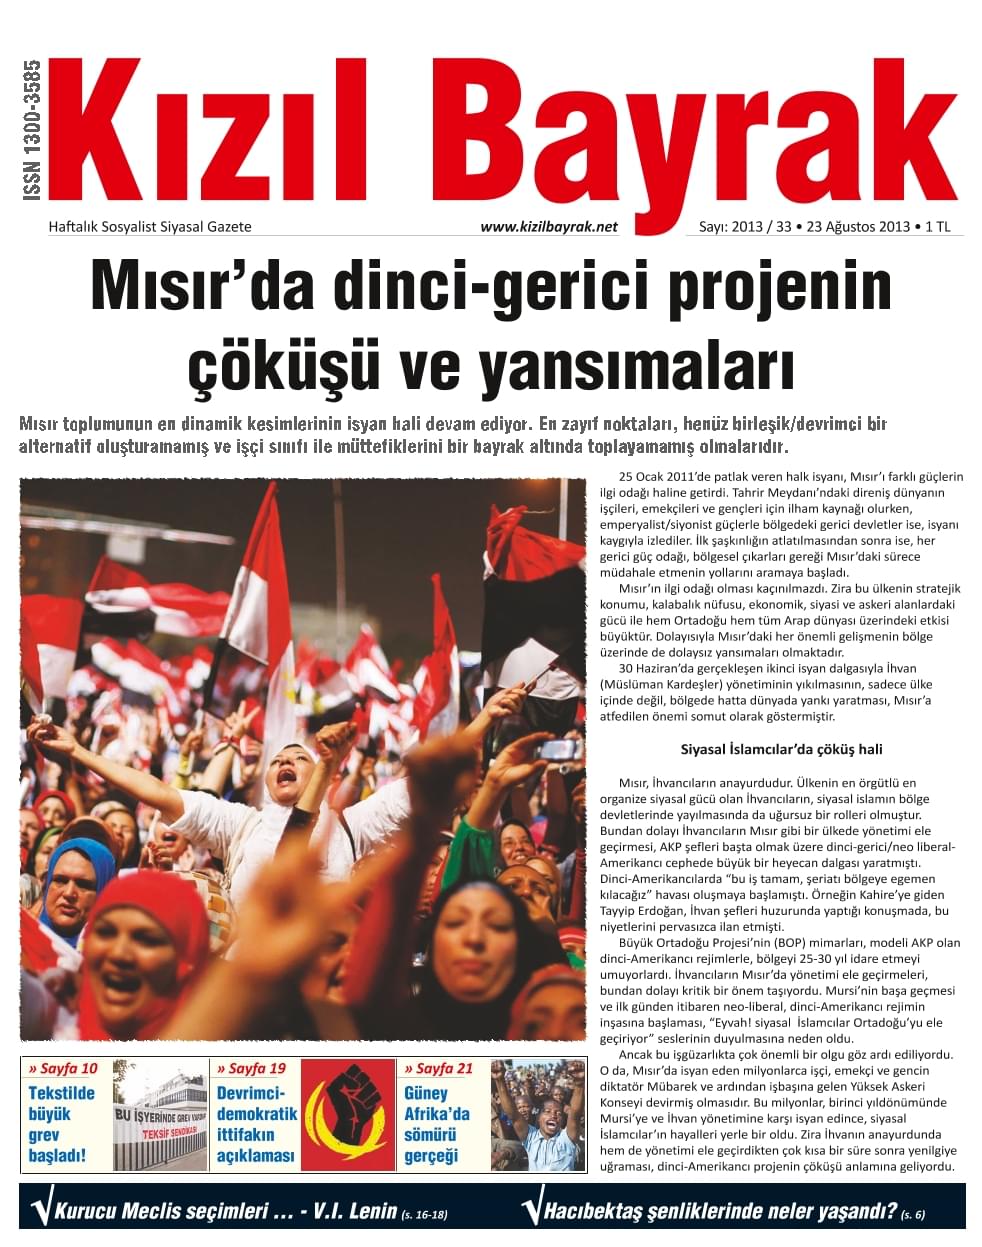 ISSN 1300-3585
Kızıl Bayrak
Haftalık Sosyalist Siyasal Gazete
www.kizilbayrak.net
Sayı: 2013 / 33 • 23 Ağustos 2013 • 1 TL
Mısır’da dinci-gerici projenin
çöküşü ve yansımaları
Mısır toplumunun en dinamik kesimlerinin isyan hali devam ediyor. En zayıf noktaları, henüz birleşik/devrimci bir
alternatif oluşturamamış ve işçi sınıfı ile müttefiklerini bir bayrak altında toplayamamış olmalarıdır.
25 Ocak 2011’de patlak veren halk isyanı, Mısır’ı farklı güçlerin
ilgi odağı haline getirdi. Tahrir Meydanı’ndaki direniş dünyanın
işçileri, emekçileri ve gençleri için ilham kaynağı olurken,
emperyalist/siyonist güçlerle bölgedeki gerici devletler ise, isyanı
kaygıyla izlediler. İlk şaşkınlığın atlatılmasından sonra ise, her
gerici güç odağı, bölgesel çıkarları gereği Mısır’daki sürece
müdahale etmenin yollarını aramaya başladı.
Mısır’ın ilgi odağı olması kaçınılmazdı. Zira bu ülkenin stratejik
konumu, kalabalık nüfusu, ekonomik, siyasi ve askeri alanlardaki
gücü ile hem Ortadoğu hem tüm Arap dünyası üzerindeki etkisi
büyüktür. Dolayısıyla Mısır’daki her önemli gelişmenin bölge
üzerinde de dolaysız yansımaları olmaktadır.
30 Haziran’da gerçekleşen ikinci isyan dalgasıyla İhvan
(Müslüman Kardeşler) yönetiminin yıkılmasının, sadece ülke
içinde değil, bölgede hatta dünyada yankı yaratması, Mısır’a
atfedilen önemi somut olarak göstermiştir.
Siyasal İslamcılar’da çöküş hali
Mısır, İhvancıların anayurdudur. Ülkenin en örgütlü en
organize siyasal gücü olan İhvancıların, siyasal islamın bölge
devletlerinde yayılmasında da uğursuz bir rolleri olmuştur.
Bundan dolayı İhvancıların Mısır gibi bir ülkede yönetimi ele
geçirmesi, AKP şefleri başta olmak üzere dinci-gerici/neo liberal-
Amerikancı cephede büyük bir heyecan dalgası yaratmıştı.
Dinci-Amerikancılarda “bu iş tamam, şeriatı bölgeye egemen
kılacağız” havası oluşmaya başlamıştı. Örneğin Kahire’ye giden
Tayyip Erdoğan, İhvan şefleri huzurunda yaptığı konuşmada, bu
niyetlerini pervasızca ilan etmişti.
Büyük Ortadoğu Projesi’nin (BOP) mimarları, modeli AKP olan
dinci-Amerikancı rejimlerle, bölgeyi 25-30 yıl idare etmeyi
umuyorlardı. İhvancıların Mısır’da yönetimi ele geçirmeleri,
bundan dolayı kritik bir önem taşıyordu. Mursi’nin başa geçmesi
ve ilk günden itibaren neo-liberal, dinci-Amerikancı rejimin
inşasına başlaması, “Eyvah! siyasal İslamcılar Ortadoğu’yu ele
geçiriyor” seslerinin duyulmasına neden oldu.
Ancak bu işgüzarlıkta çok önemli bir olgu göz ardı ediliyordu.
O da, Mısır’da isyan eden milyonlarca işçi, emekçi ve gencin
diktatör Mübarek ve ardından işbaşına gelen Yüksek Askeri
Konseyi devirmiş olmasıdır. Bu milyonlar, birinci yıldönümünde
Mursi’ye ve İhvan yönetimine karşı isyan edince, siyasal
İslamcılar’ın hayalleri yerle bir oldu. Zira İhvanın anayurdunda
hem de yönetimi ele geçirdikten çok kısa bir süre sonra yenilgiye
uğraması, dinci-Amerikancı projenin çöküşü anlamına geliyordu.
» Sayfa 10
Tekstilde
büyük
grev
başladı!
BU İŞYERİNDE GREV VARDIR
TEKSİF SENDİKASI
» Sayfa 19
Devrimci-
demokratik
ittifakın
açıklaması
» Sayfa 21
Güney
Afrika’da
sömürü
gerçeği
Kurucu Meclis seçimleri ... - V.I. Lenin (s. 16-18)
Hacıbektaş şenliklerinde neler yaşandı? (s. 6)